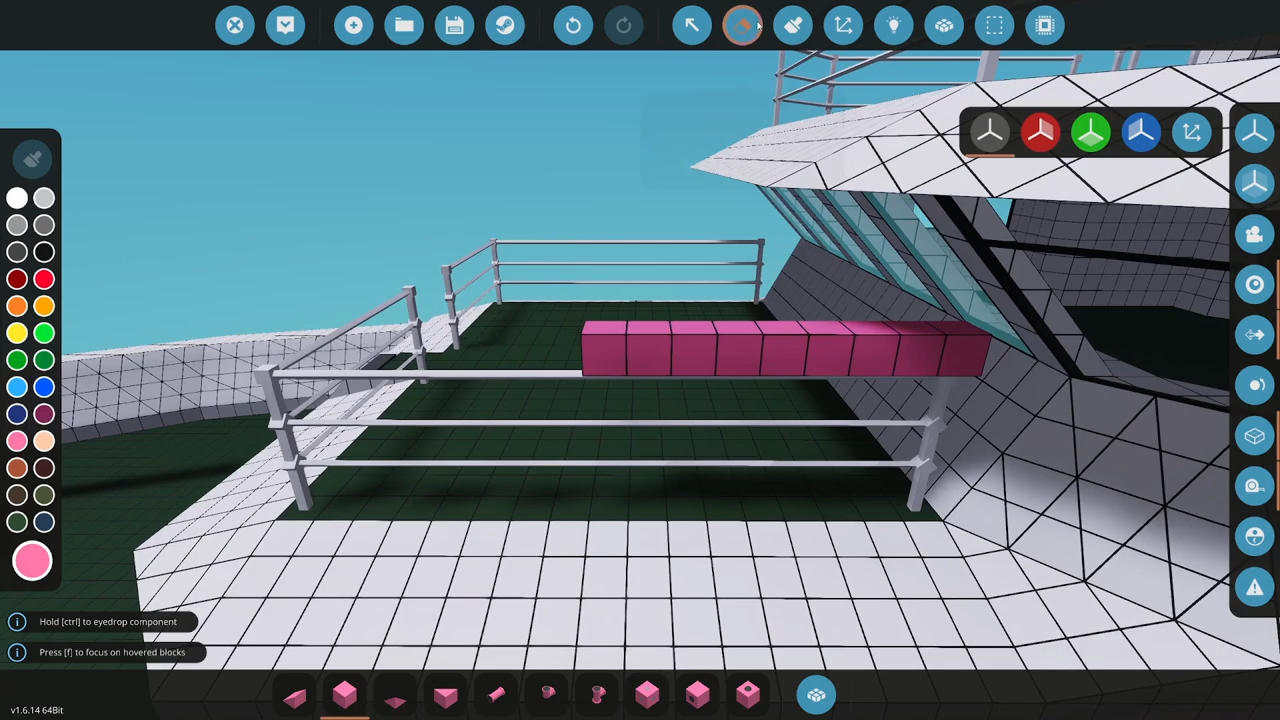 Hold [ctrl] to eyedrop component
Press [f] to focus on hovered blocks
v1.6.14 64Bit